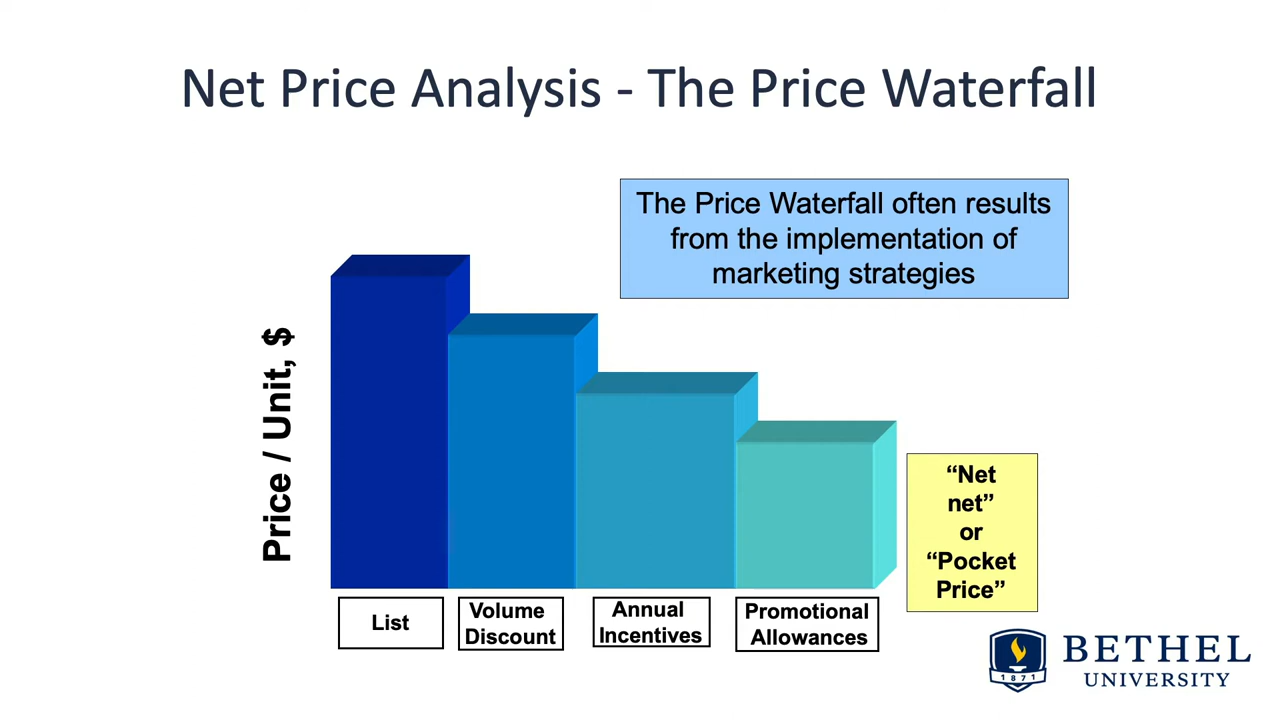 Net Price Analysis - The Price Waterfall
The Price Waterfall often results
from the implementation of
marketing strategies
Price / Unit, $
“Net
net”
or
“Pocket
Price”
List
Volume
Discount
Annual
Incentives
Promotional
Allowances
1871
BETHEL
UNIVERSITY